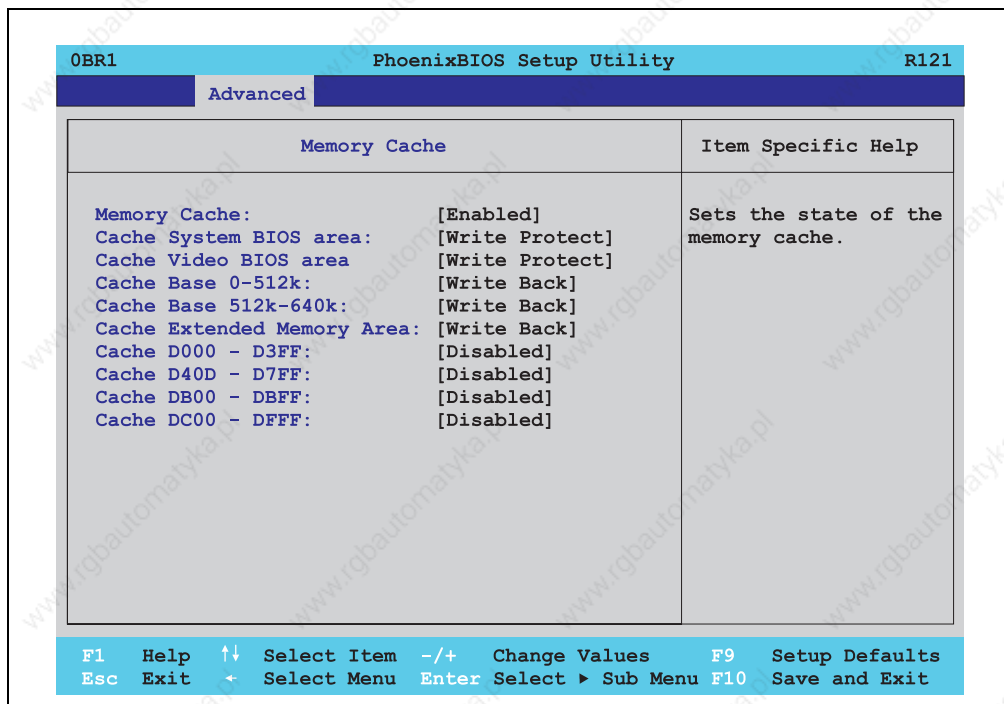 0BR1 PhoenixBIOS Setup Utility R121
Advanced
Memory Cache
Item Specific Help
Memory Cache: [Enabled]
Cache System BIOS area: [Write Protect]
Cache Video BIOS area [Write Protect]
Cache Base 0-512k: [Write Back]
Cache Base 512k-640k: [Write Back]
Cache Extended Memory Area: [Write Back]
Cache D000 - D3FF: [Disabled]
Cache D40D - D7FF: [Disabled]
Cache DB00 - DBFF: [Disabled]
Cache DC00 - DFFF: [Disabled]
Sets the state of the
memory cache.
F1 Help ↑↓ Select Item -/+ Change Values F9 Setup Defaults
Esc Exit ← Select Menu Enter Select ▶ Sub Menu F10 Save and Exit
www.rgbautomatyka.pl